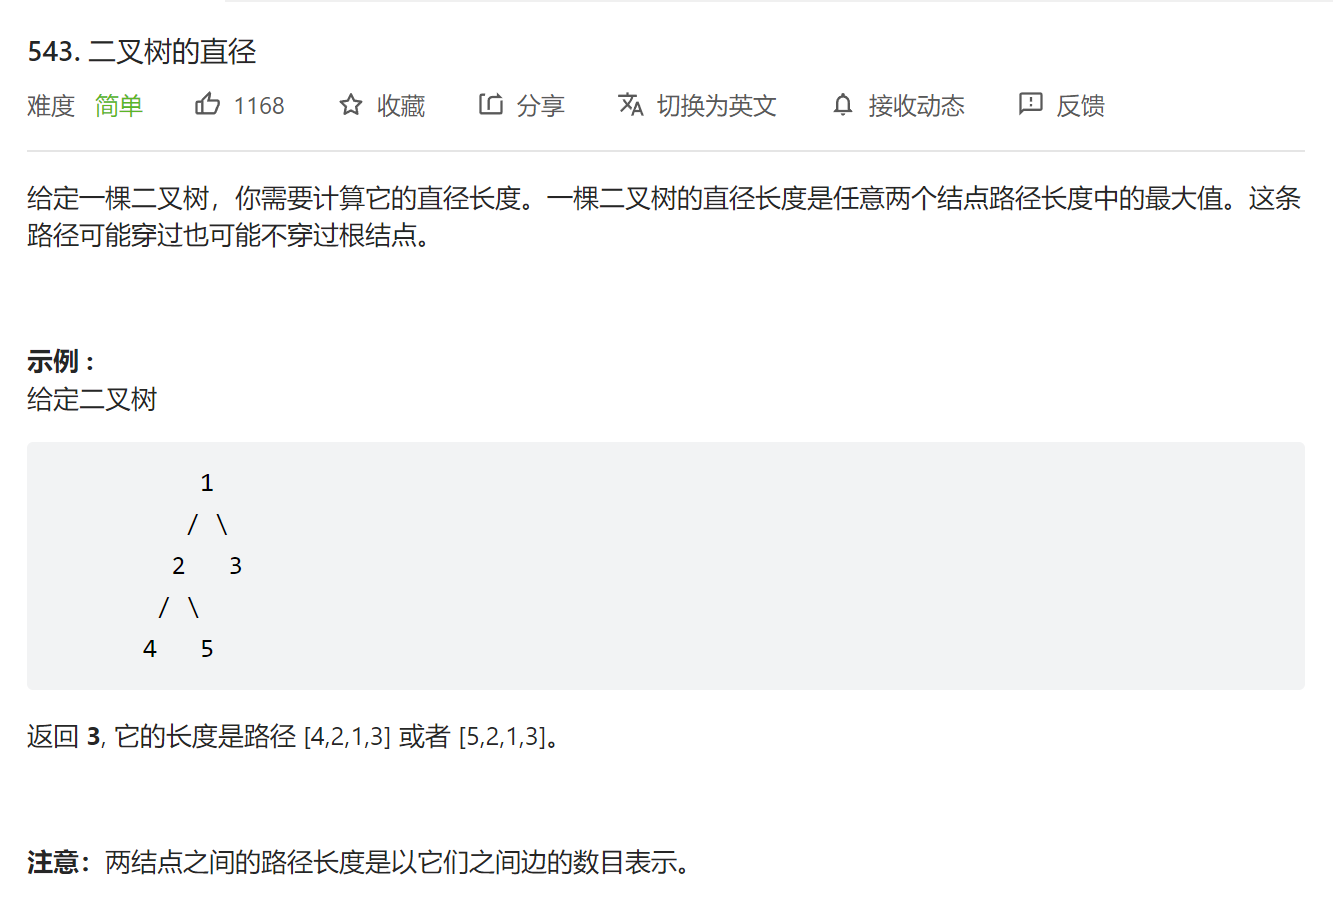 543. 二叉树的直径
难度 简单 1168 收藏 分享 切换为英文 接收动态 反馈
给定一棵二叉树，你需要计算它的直径长度。一棵二叉树的直径长度是任意两个结点路径长度中的最大值。这条
路径可能穿过也可能不穿过根结点。
示例 :
给定二叉树
1
/ \
2 3
/ \
4 5
返回 3, 它的长度是路径 [4,2,1,3] 或者 [5,2,1,3]。
注意：两结点之间的路径长度是以它们之间边的数目表示。